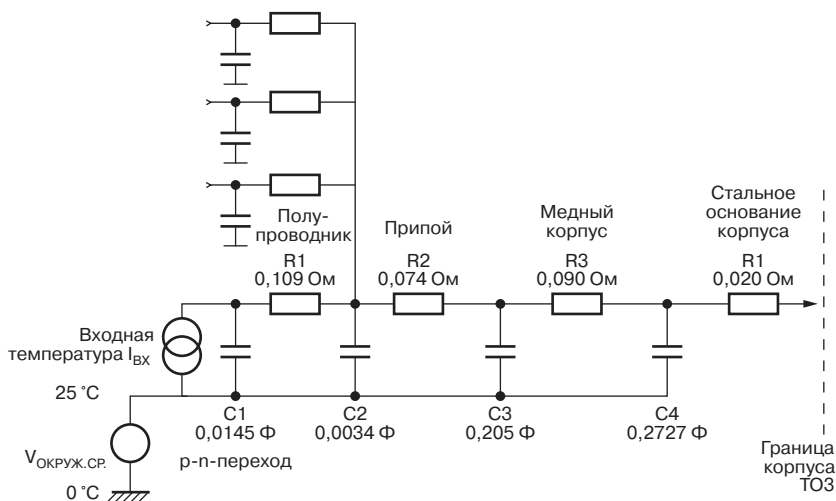 Полу-
проводник
R1
0,109 Ом
Припой
R2
0,074 Ом
Медный
корпус
R3
0,090 Ом
Стальное
основание
корпуса
R1
0,020 Ом
Входная
температура IВХ
25 °C
VОКРУЖ.СР.
0 °C
C1
0,0145 Ф
p-n-переход
C2
0,0034 Ф
C3
0,205 Ф
C4
0,2727 Ф
Граница
корпуса
ТО3